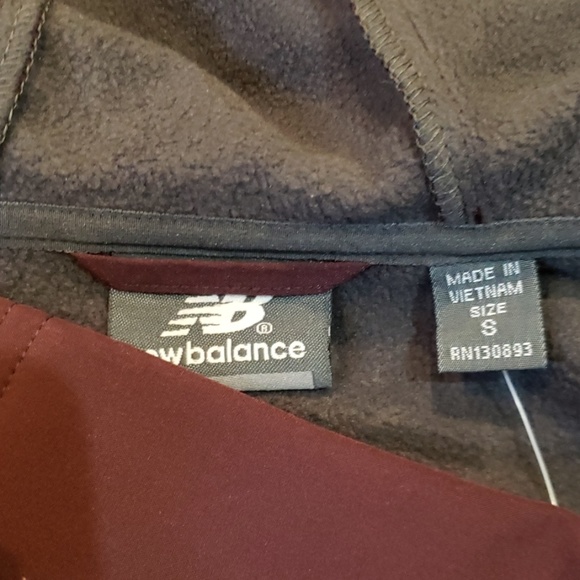 NB®
ewbalance
MADE IN
VIETNAM
SIZE
S
RN130893